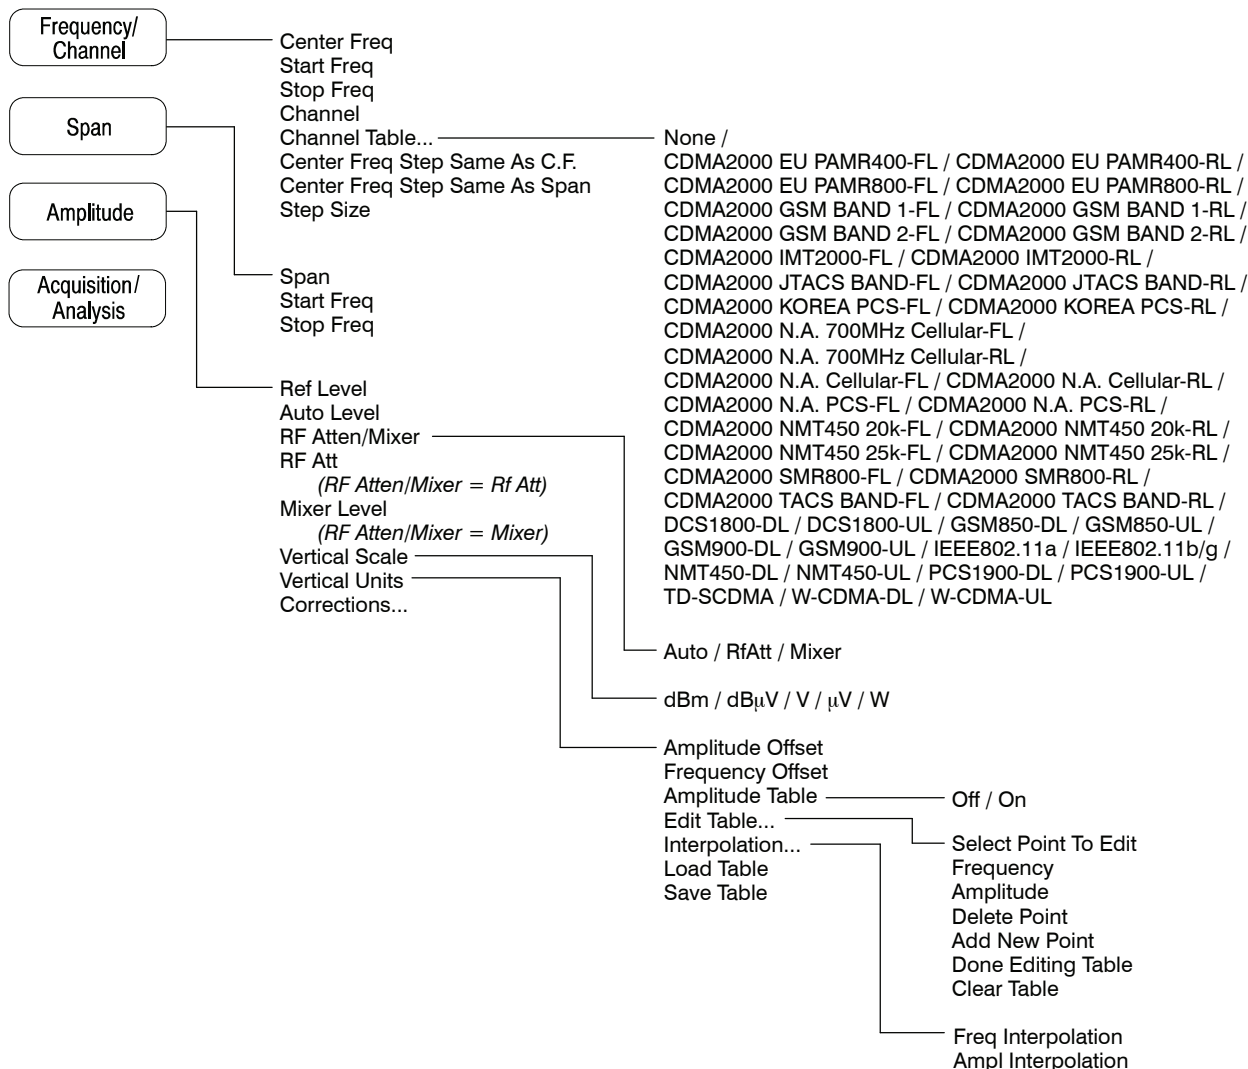 Frequency/
Channel
Span
Amplitude
Acquisition/
Analysis
Center Freq
Start Freq
Stop Freq
Channel
Channel Table...
Center Freq Step Same As C.F.
Center Freq Step Same As Span
Step Size
Span
Start Freq
Stop Freq
Ref Level
Auto Level
RF Atten/Mixer
RF Att
(RF Atten/Mixer = Rf Att)
Mixer Level
(RF Atten/Mixer = Mixer)
Vertical Scale
Vertical Units
Corrections...
None /
CDMA2000 EU PAMR400-FL / CDMA2000 EU PAMR400-RL /
CDMA2000 EU PAMR800-FL / CDMA2000 EU PAMR800-RL /
CDMA2000 GSM BAND 1-FL / CDMA2000 GSM BAND 1-RL /
CDMA2000 GSM BAND 2-FL / CDMA2000 GSM BAND 2-RL /
CDMA2000 IMT2000-FL / CDMA2000 IMT2000-RL /
CDMA2000 JTACS BAND-FL / CDMA2000 JTACS BAND-RL /
CDMA2000 KOREA PCS-FL / CDMA2000 KOREA PCS-RL /
CDMA2000 N.A. 700MHz Cellular-FL /
CDMA2000 N.A. 700MHz Cellular-RL /
CDMA2000 N.A. Cellular-FL / CDMA2000 N.A. Cellular-RL /
CDMA2000 N.A. PCS-FL / CDMA2000 N.A. PCS-RL /
CDMA2000 NMT450 20k-FL / CDMA2000 NMT450 20k-RL /
CDMA2000 NMT450 25k-FL / CDMA2000 NMT450 25k-RL /
CDMA2000 SMR800-FL / CDMA2000 SMR800-RL /
CDMA2000 TACS BAND-FL / CDMA2000 TACS BAND-RL /
DCS1800-DL / DCS1800-UL / GSM850-DL / GSM850-UL /
GSM900-DL / GSM900-UL / IEEE802.11a / IEEE802.11b/g /
NMT450-DL / NMT450-UL / PCS1900-DL / PCS1900-UL /
TD-SCDMA / W-CDMA-DL / W-CDMA-UL
Auto / RfAtt / Mixer
dBm / dBμV / V / μV / W
Amplitude Offset
Frequency Offset
Amplitude Table
Edit Table...
Interpolation...
Load Table
Save Table
Off / On
Select Point To Edit
Frequency
Amplitude
Delete Point
Add New Point
Done Editing Table
Clear Table
Freq Interpolation
Ampl Interpolation